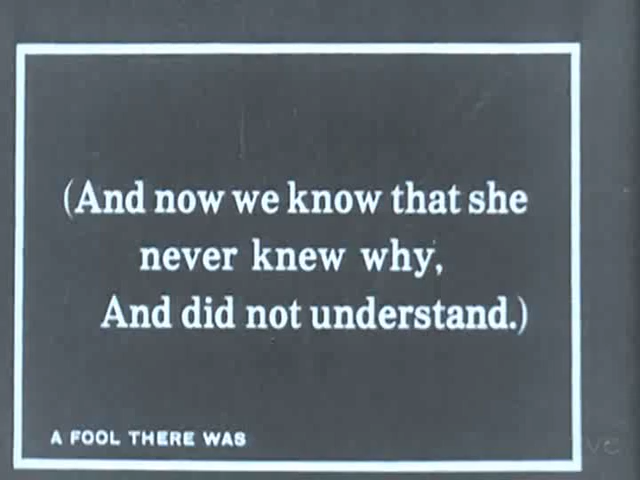 (And now we know that she
never knew why,
And did not understand.)
A FOOL THERE WAS